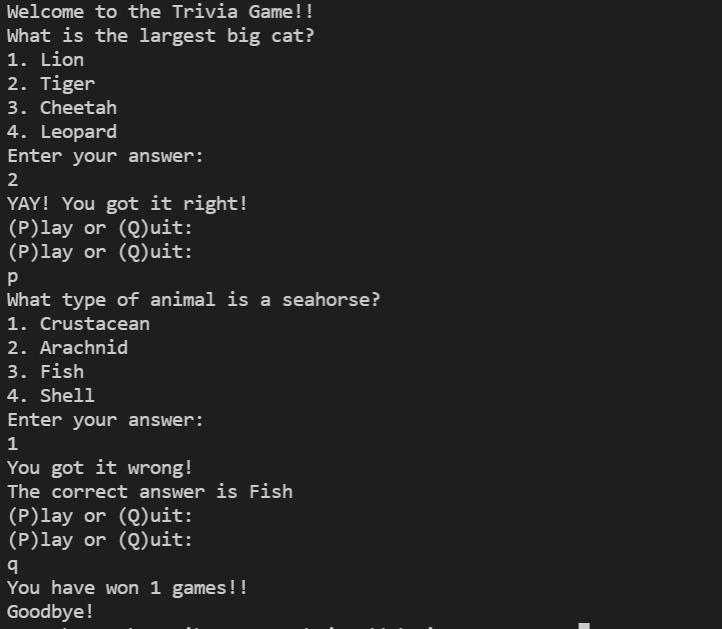 Welcome to the Trivia Game!!
What is the largest big cat?
1. Lion
2. Tiger
3. Cheetah
4. Leopard
Enter your answer:
2
YAY! You got it right!
(P)lay or (Q)uit:
(P)lay or (Q)uit:
p
What type of animal is a seahorse?
1. Crustacean
2. Arachnid
3. Fish
4. Shell
Enter your answer:
1
You got it wrong!
The correct answer is Fish
(P)lay or (Q)uit:
(P)lay or (Q)uit:
q
You have won 1 games!!
Goodbye!